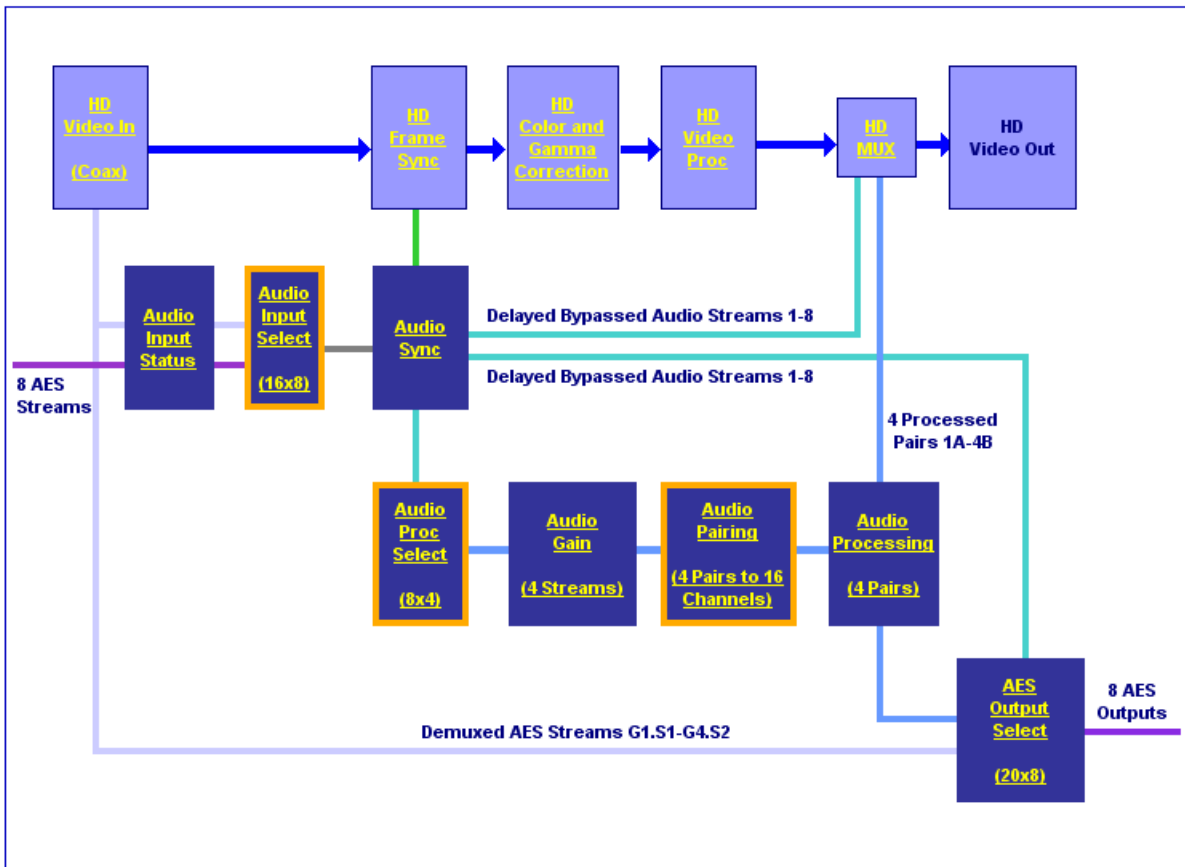 HD
Video In
(Coax)
HD
Frame
Sync
HD
Color and
Gamma
Correction
HD
Video
Proc
HD
MUX
HD
Video Out
Audio
Input
Status
Audio
Input
Select
(16x8)
Audio
Sync
Delayed Bypassed Audio Streams 1-8
Delayed Bypassed Audio Streams 1-8
8 AES
Streams
4 Processed
Pairs 1A-4B
Audio
Proc
Select
(8x4)
Audio
Gain
(4 Streams)
Audio
Pairing
(4 Pairs to 16
Channels)
Audio
Processing
(4 Pairs)
AES
Output
Select
(20x8)
8 AES
Outputs
Demuxed AES Streams G1.S1-G4.S2